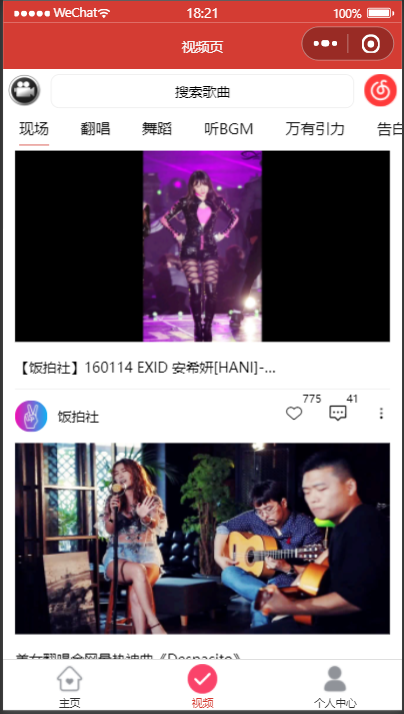 WeChat 18:21 100%
视频页
搜索歌曲
现场 翻唱 舞蹈 听BGM 万有引力 告白
【饭拍社】160114 EXID 安希妍[HANI]-...
饭拍社 775 41
美女翻唱全网最热神曲《Despacito》
主页 视频 个人中心